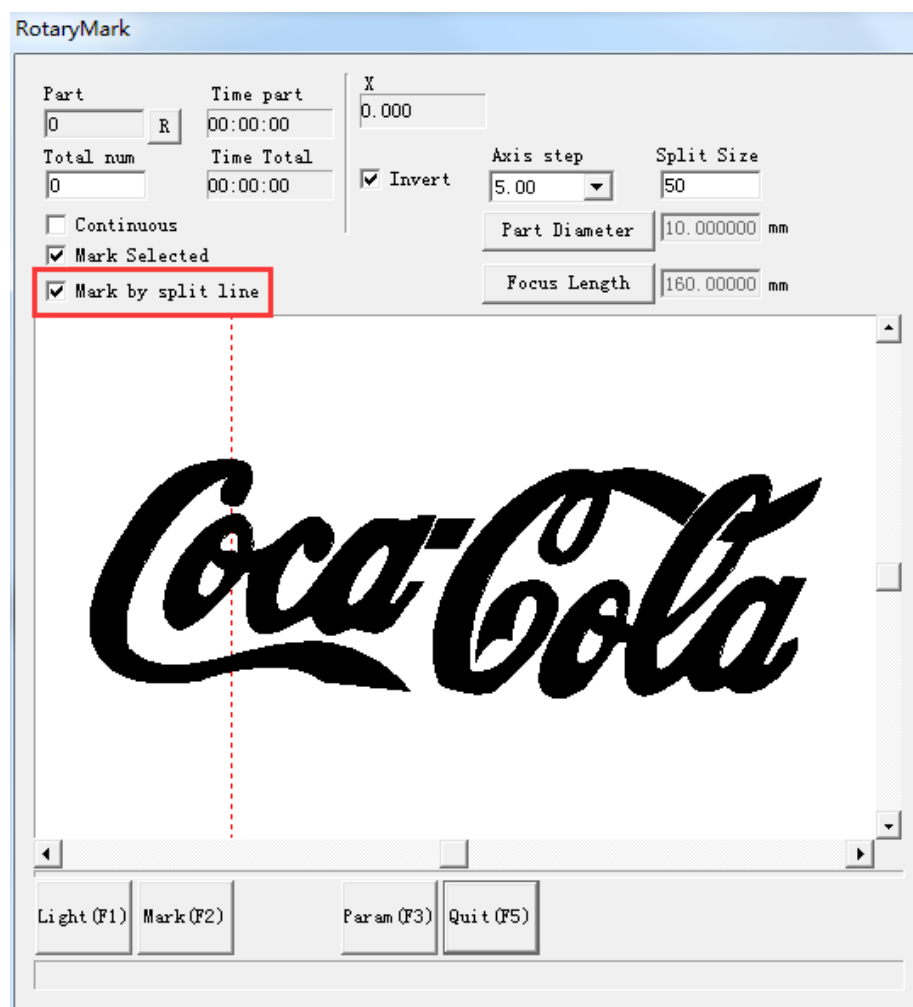 RotaryMark
Part Time part X
0 R 00:00:00 0.000
Total num Time Total Invert Axis step Split Size
0 00:00:00 5.00 50
Continuous Part Diameter 10.000000 mm
Mark Selected
Mark by split line Focus Length 160.00000 mm
Coca-Cola
Light(F1) Mark(F2) Param(F3) Quit(F5)